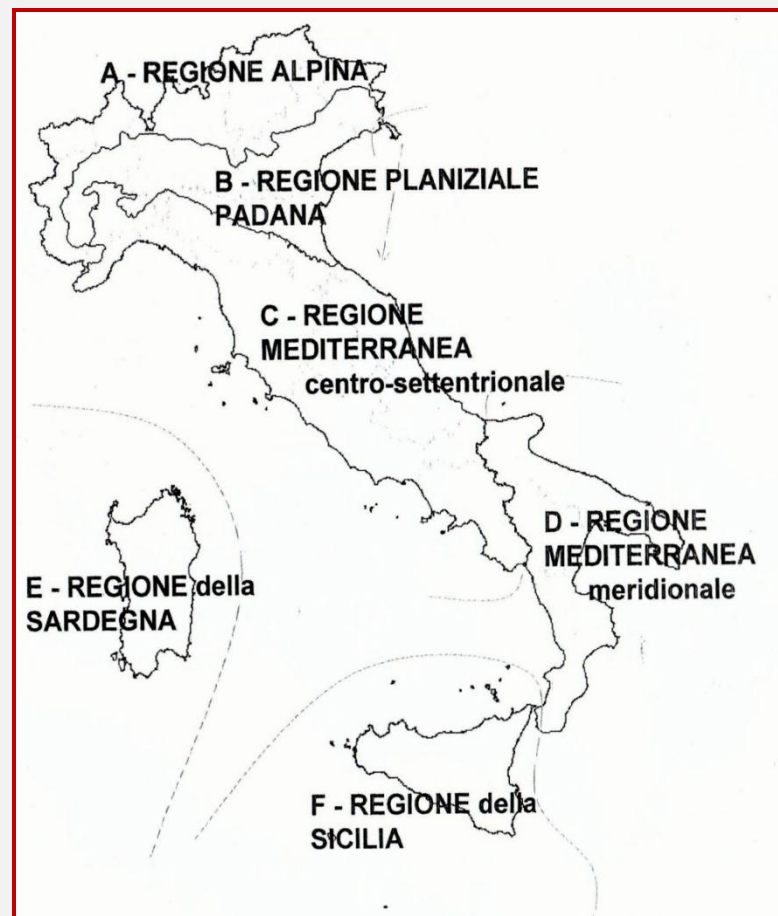 A - REGIONE ALPINA
B - REGIONE PLANIZIALE
PADANA
C - REGIONE
MEDITERRANEA
centro-settentrionale
D - REGIONE
MEDITERRANEA
meridionale
E - REGIONE della
SARDEGNA
F - REGIONE della
SICILIA